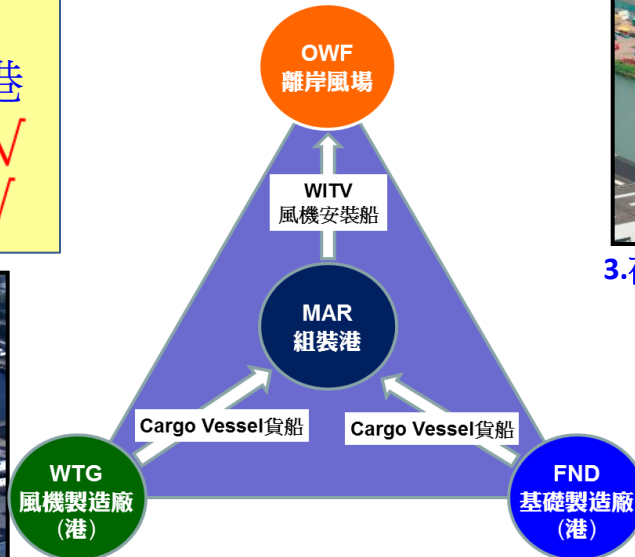 港
√
√
OWF
離岸風場
WITV
風機安裝船
3.
MAR
組裝港
Cargo Vessel貨船
Cargo Vessel貨船
WTG
風機製造廠
(港)
FND
基礎製造廠
(港)